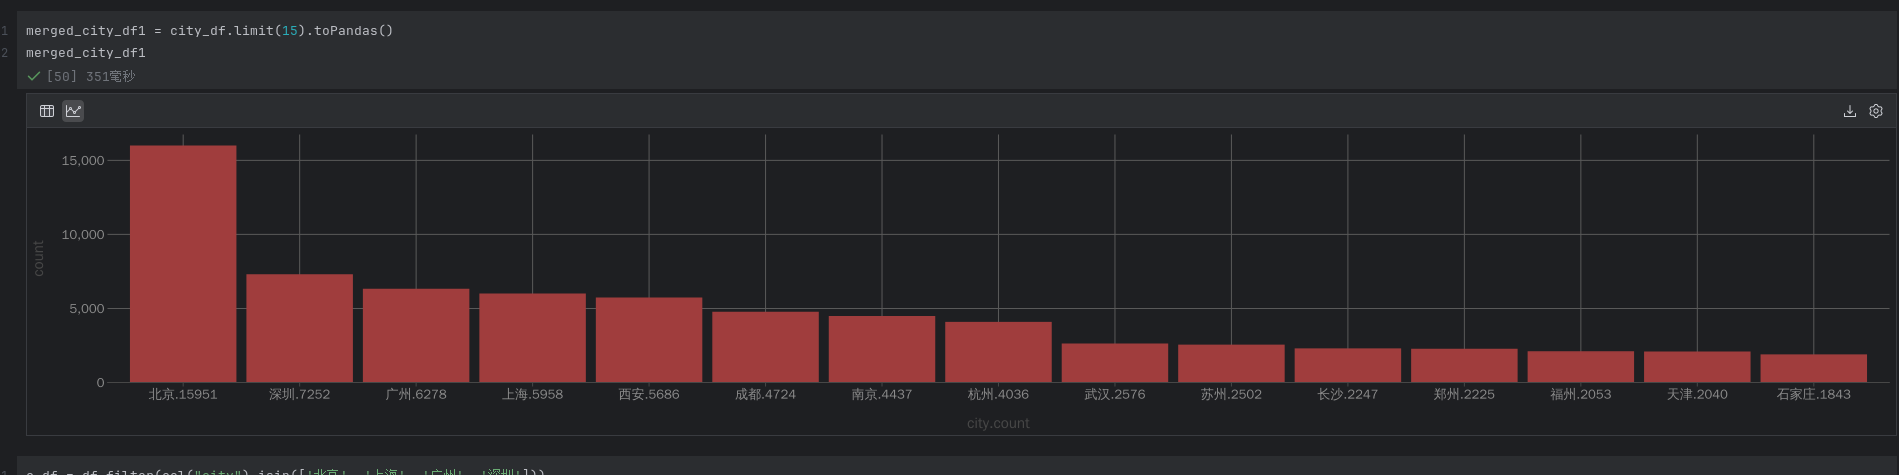 1 merged_city_df1 = city_df.limit(15).toPandas()
2 merged_city_df1
[50] 351毫秒
15,000
10,000
5,000
0
count
北京.15951 深圳.7252 广州.6278 上海.5958 西安.5686 成都.4724 南京.4437 杭州.4036 武汉.2576 苏州.2502 长沙.2247 郑州.2225 福州.2053 天津.2040 石家庄.1843
city.count